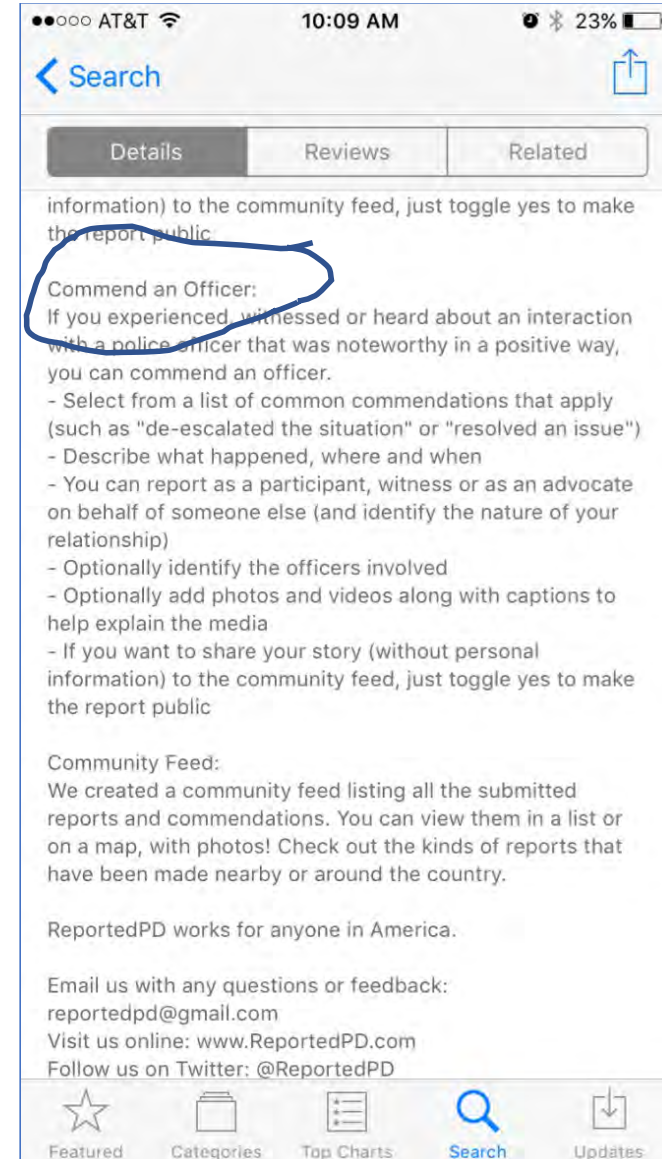 AT&T 10:09 AM 23%
Search
Details Reviews Related
information) to the community feed, just toggle yes to make
the report public
Commend an Officer:
If you experienced, witnessed or heard about an interaction
with a police officer that was noteworthy in a positive way,
you can commend an officer.
- Select from a list of common commendations that apply
(such as "de-escalated the situation" or "resolved an issue")
- Describe what happened, where and when
- You can report as a participant, witness or as an advocate
on behalf of someone else (and identify the nature of your
relationship)
- Optionally identify the officers involved
- Optionally add photos and videos along with captions to
help explain the media
- If you want to share your story (without personal
information) to the community feed, just toggle yes to make
the report public
Community Feed:
We created a community feed listing all the submitted
reports and commendations. You can view them in a list or
on a map, with photos! Check out the kinds of reports that
have been made nearby or around the country.
ReportedPD works for anyone in America.
Email us with any questions or feedback:
reportedpd@gmail.com
Visit us online: www.ReportedPD.com
Follow us on Twitter: @ReportedPD
Featured Categories Top Charts Search Updates